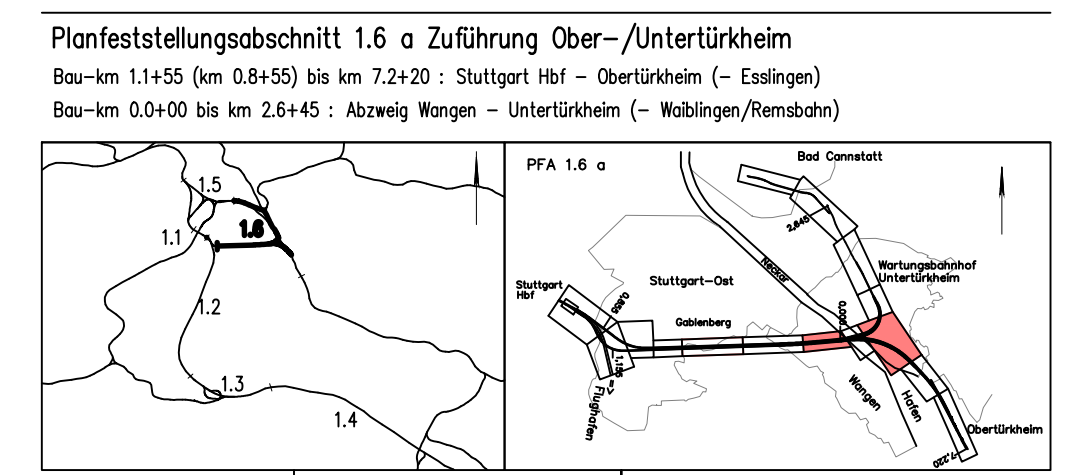 Planfeststellungsabschnitt 1.6 a Zuführung Ober-/Untertürkheim
Bau-km 1.1+55 (km 0.8+55) bis km 7.2+20 : Stuttgart Hbf - Obertürkheim (- Esslingen)
Bau-km 0.0+00 bis km 2.6+45 : Abzweig Wangen - Untertürkheim (- Waiblingen/Remsbahn)
1.5
1.6
1.1
1.2
1.3
1.4
PFA 1.6 a
Bad Cannstatt
2,645
Neckar
Wartungsbahnhof
Untertürkheim
Stuttgart-Ost
Stuttgart
Hbf
0,855
0,000
Gablenberg
1,155
=>
Flughafen
Wangen
Hafen
Obertürkheim
7,220